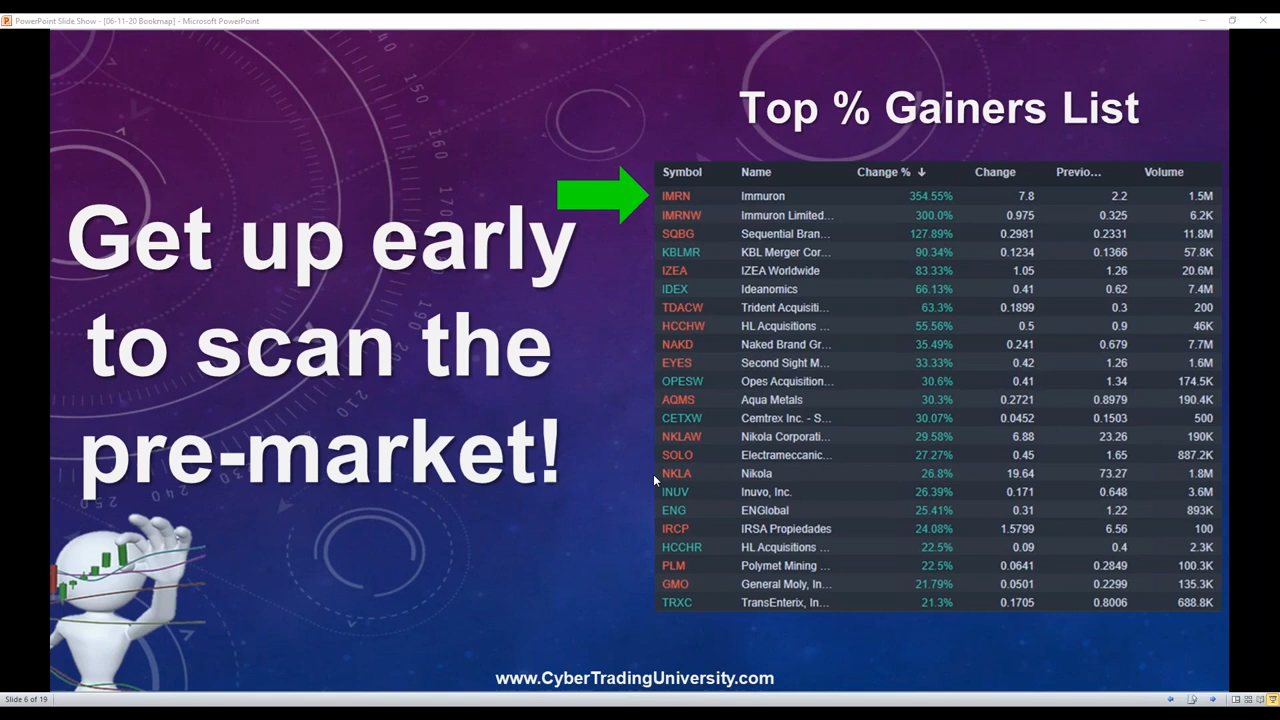 PowerPoint Slide Show - [06-11-20 Bookmap] - Microsoft PowerPoint
Get up early
to scan the
pre-market!
Top % Gainers List
Symbol Name Change % ↓ Change Previo... Volume
IMRN Immuron 354.55% 7.8 2.2 1.5M
IMRNW Immuron Limited... 300.0% 0.975 0.325 6.2K
SQBG Sequential Bran... 127.89% 0.2981 0.2331 11.8M
KBLMR KBL Merger Cor... 90.34% 0.1234 0.1366 57.8K
IZEA IZEA Worldwide 83.33% 1.05 1.26 20.6M
IDEX Ideanomics 66.13% 0.41 0.62 7.4M
TDACW Trident Acquisiti... 63.3% 0.1899 0.3 200
HCCHW HL Acquisitions ... 55.56% 0.5 0.9 46K
NAKD Naked Brand Gr... 35.49% 0.241 0.679 7.7M
EYES Second Sight M... 33.33% 0.42 1.26 1.6M
OPESW Opes Acquisition... 30.6% 0.41 1.34 174.5K
AQMS Aqua Metals 30.3% 0.2721 0.8979 190.4K
CETXW Cemtrex Inc. - S... 30.07% 0.0452 0.1503 500
NKLAW Nikola Corporati... 29.58% 6.88 23.26 190K
SOLO Electrameccanic... 27.27% 0.45 1.65 887.2K
NKLA Nikola 26.8% 19.64 73.27 1.8M
INUV Inuvo, Inc. 26.39% 0.171 0.648 3.6M
ENG ENGlobal 25.41% 0.31 1.22 893K
IRCP IRSA Propiedades 24.08% 1.5799 6.56 100
HCCHR HL Acquisitions ... 22.5% 0.09 0.4 2.3K
PLM Polymet Mining ... 22.5% 0.0641 0.2849 100.3K
GMO General Moly, In... 21.79% 0.0501 0.2299 135.3K
TRXC TransEnterix, In... 21.3% 0.1705 0.8006 688.8K
150
160
170
190
210
240
250
www.CyberTradingUniversity.com
Slide 6 of 19